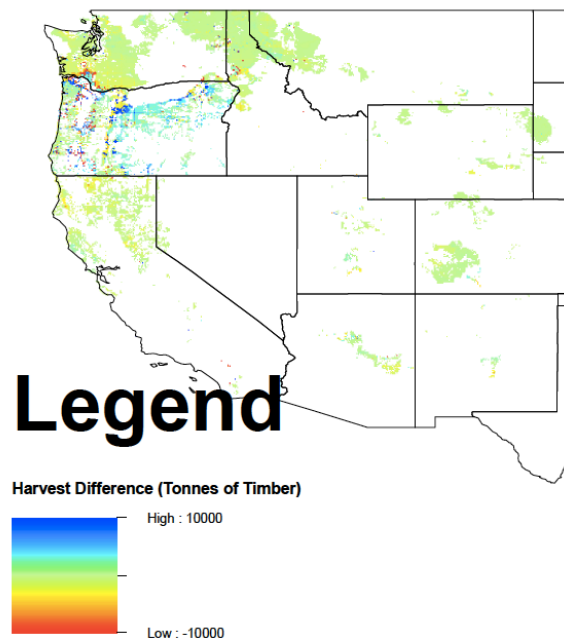 Legend
Harvest Difference (Tonnes of Timber)
High : 10000
Low : -10000